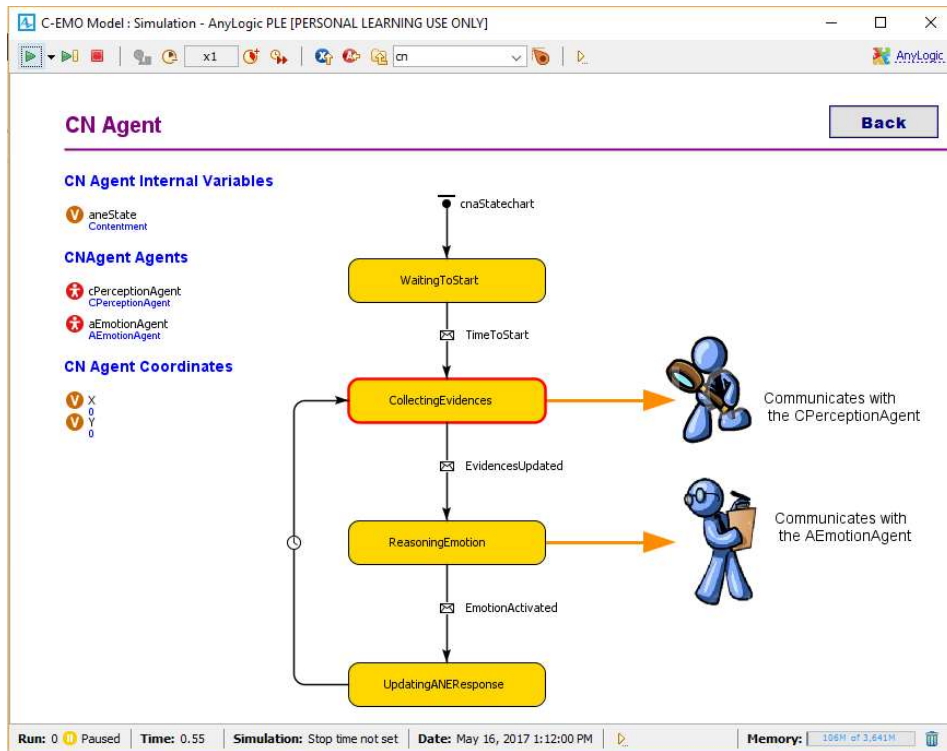 C-EMO Model : Simulation - AnyLogic PLE [PERSONAL LEARNING USE ONLY]
x1
cn
AnyLogic
CN Agent
Back
CN Agent Internal Variables
V aneState
Contentment
CNAgent Agents
cPerceptionAgent
CPerceptionAgent
aEmotionAgent
AEmotionAgent
CN Agent Coordinates
V X
0
V Y
0
cnaStatechart
WaitingToStart
TimeToStart
CollectingEvidences
Communicates with
the CPerceptionAgent
EvidencesUpdated
ReasoningEmotion
Communicates with
the AEmotionAgent
EmotionActivated
UpdatingANEResponse
Run: 0 Paused Time: 0.55 Simulation: Stop time not set Date: May 16, 2017 1:12:00 PM Memory: 106M of 3,641M